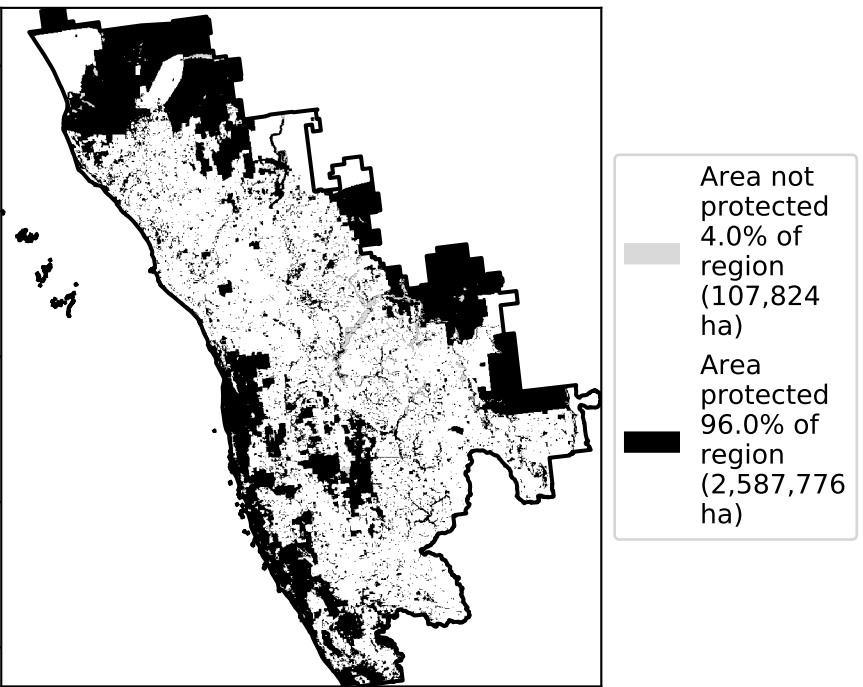 Area not
protected
4.0% of
region
(107,824
ha)
Area
protected
96.0% of
region
(2,587,776
ha)